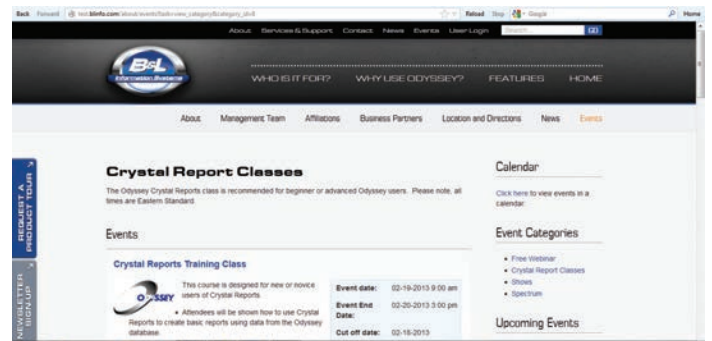 Back Forward
Reload Stop Google Home
About Services & Support Contact News Events User Login Search... GO
B&L
Information Systems
WHO IS IT FOR? WHY USE ODYSSEY? FEATURES HOME
About Management Team Affiliations Business Partners Location and Directions News Events
REQUEST A
PRODUCT TOUR
NEWSLETTER
SIGN UP
Crystal Report Classes
The Odyssey Crystal Reports class is recommended for beginner or advanced Odyssey users. Please note, all
times are Eastern Standard.
Events
Crystal Reports Training Class
ODYSSEY
This course is designed for new or novice
users of Crystal Reports.
• Attendees will be shown how to use Crystal
Reports to create basic reports using data from the Odyssey
database.
Event date: 02-19-2013 9:00 am
Event End
Date: 02-20-2013 3:00 pm
Cut off date: 02-18-2013
Calendar
Click here to view events in a
calendar.
Event Categories
• Free Webinar
• Crystal Report Classes
• Shows
• Spectrum
Upcoming Events